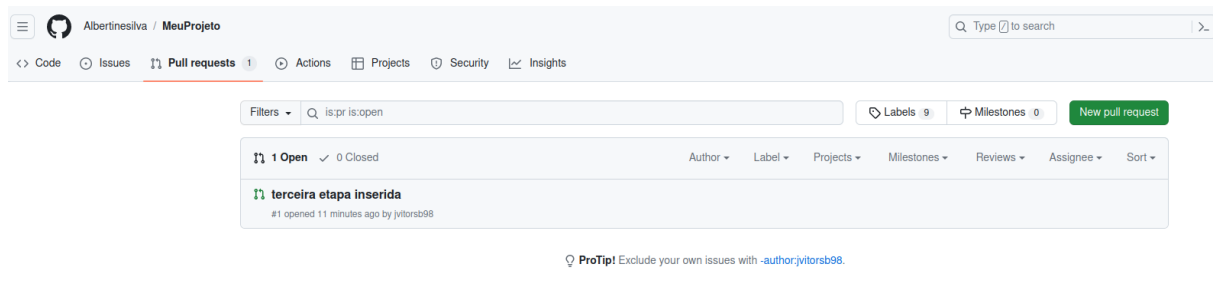 Albertinesilva / MeuProjeto
Type / to search
<> Code Issues Pull requests 1 Actions Projects Security Insights
Filters is:pr is:open Labels 9 Milestones 0 New pull request
1 Open 0 Closed Author Label Projects Milestones Reviews Assignee Sort
terceira etapa inserida
#1 opened 11 minutes ago by jvitorsb98
ProTip! Exclude your own issues with -author:jvitorsb98.